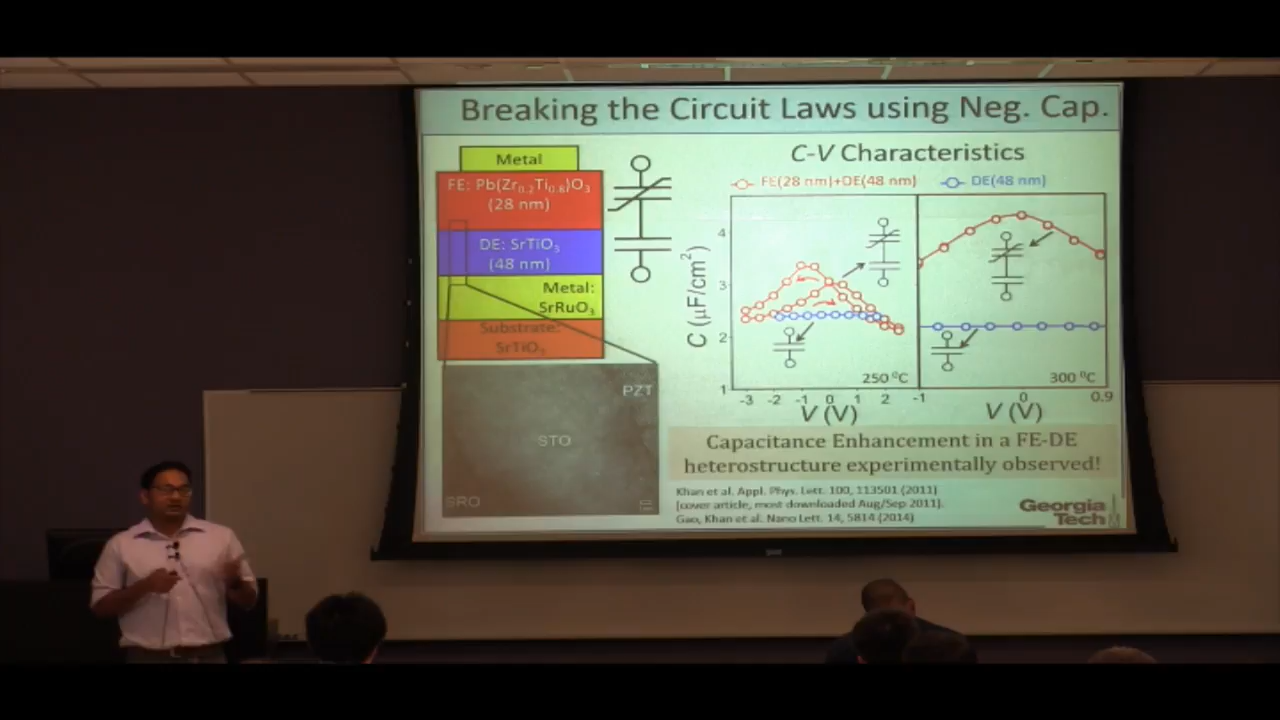 Breaking the Circuit Laws using Neg. Cap.
Metal
FE: Pb(Zr0.2Ti0.8)O3
(28 nm)
DE: SrTiO3
(48 nm)
Metal:
SrRuO3
Substrate:
SrTiO3
PZT
STO
SRO
C-V Characteristics
FE(28 nm)+DE(48 nm)
DE(48 nm)
C (μF/cm²)
4
3
2
1
250 ⁰C
300 ⁰C
-3 -2 -1 0 1 2
-1 0 0.9
V (V)
V (V)
Capacitance Enhancement in a FE-DE
heterostructure experimentally observed!
Khan et al. Appl. Phys. Lett. 100, 113501 (2011)
(cover article, most downloaded Aug/Sep 2011).
Gao, Khan et al. Nano Lett. 14, 5814 (2014)
Georgia
Tech